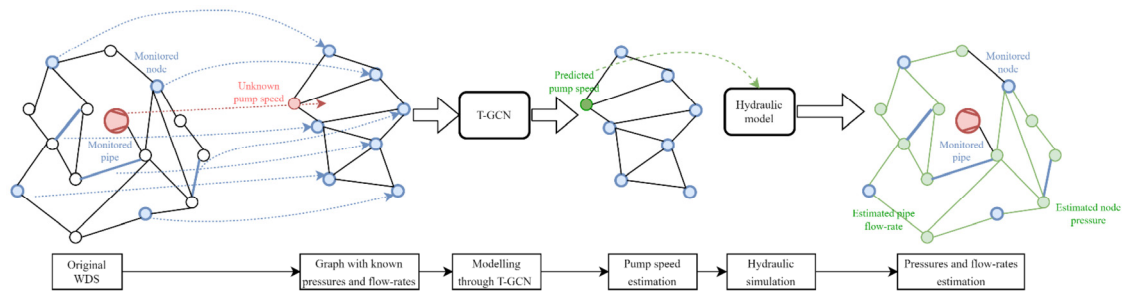 Monitored
node
Unknown
pump speed
Monitored
pipe
T-GCN
Predicted
pump speed
Hydraulic
model
Monitored
node
Monitored
pipe
Estimated pipe
flow-rate
Estimated node
pressure
Original
WDS
Graph with known
pressures and flow-rates
Modelling
through T-GCN
Pump speed
estimation
Hydraulic
simulation
Pressures and flow-rates
estimation